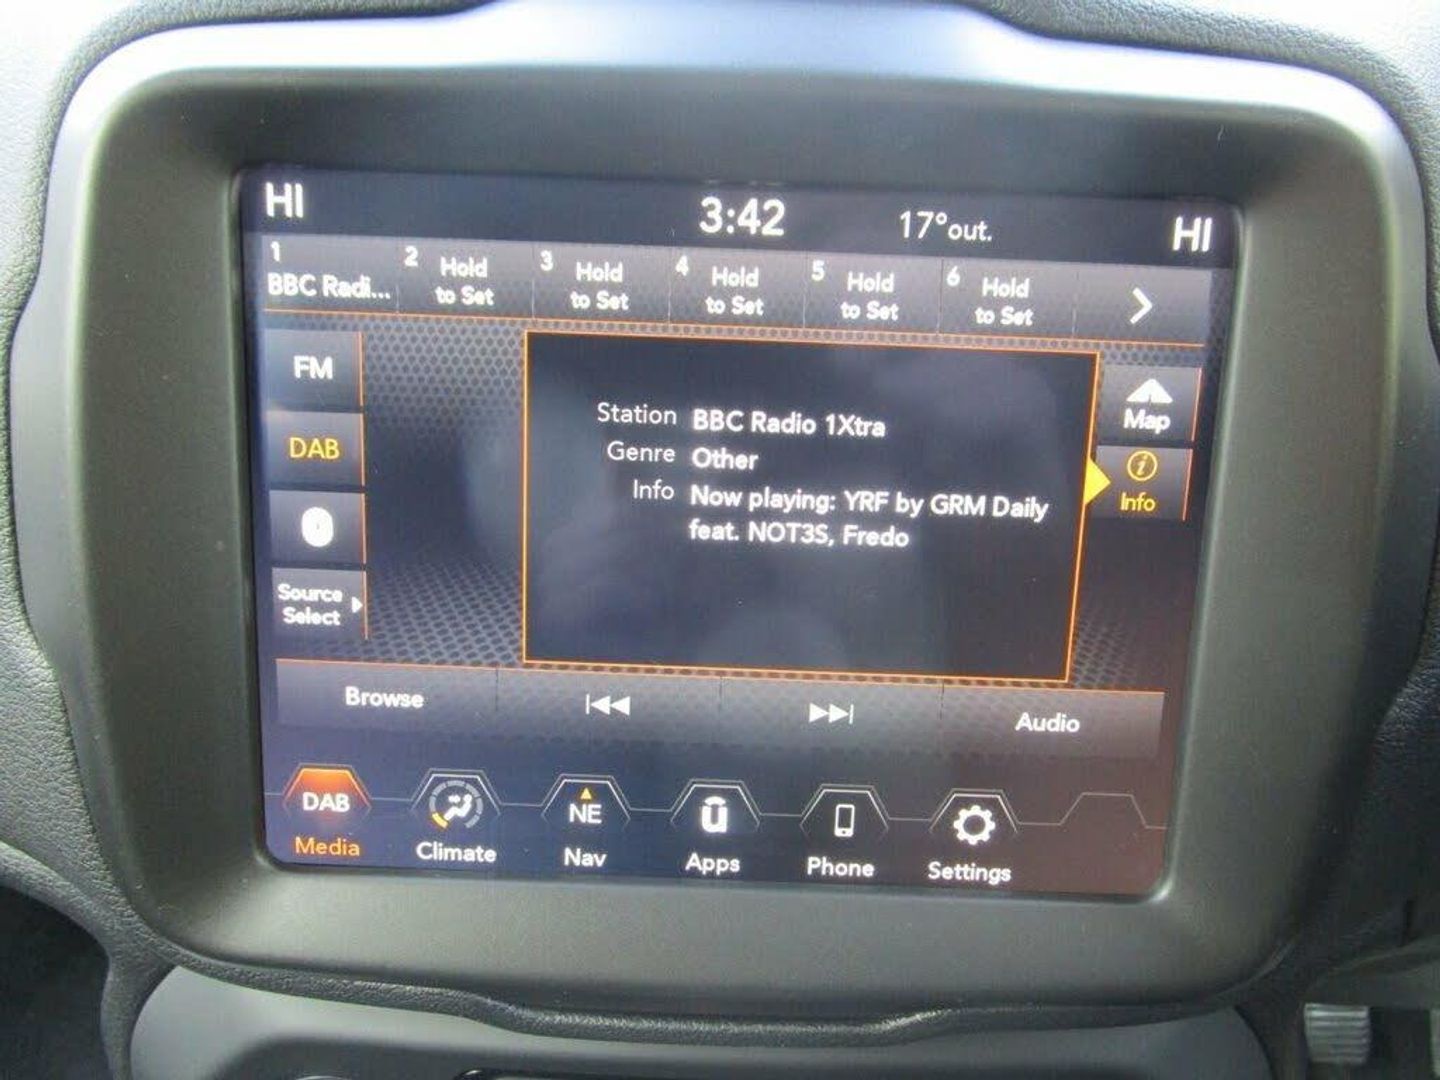 HI 3:42 17°out. HI
1 2 3 4 5 6
BBC Radi... Hold to Set Hold to Set Hold to Set Hold to Set Hold to Set
FM
DAB
Source
Select
Station BBC Radio 1Xtra
Genre Other
Info Now playing: YRF by GRM Daily
feat. NOT3S, Fredo
Map
Info
Browse Audio
DAB NE
Media Climate Nav Apps Phone Settings